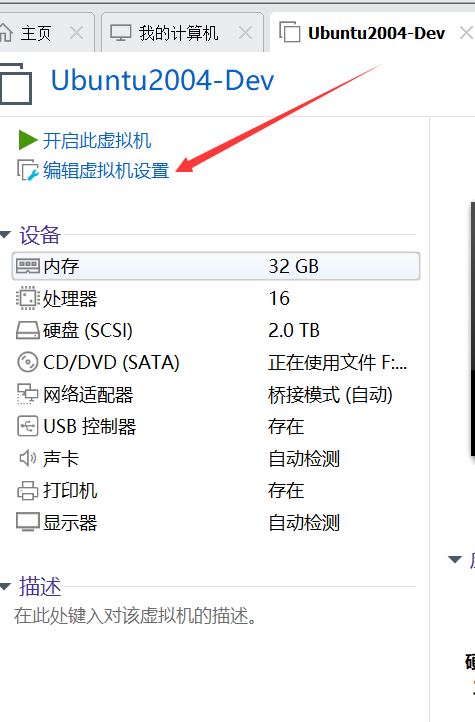 主页 我的计算机 Ubuntu2004-Dev
Ubuntu2004-Dev
开启此虚拟机
编辑虚拟机设置
设备
内存 32 GB
处理器 16
硬盘 (SCSI) 2.0 TB
CD/DVD (SATA) 正在使用文件 F:...
网络适配器 桥接模式 (自动)
USB 控制器 存在
声卡 自动检测
打印机 存在
显示器 自动检测
描述
在此处键入对该虚拟机的描述。